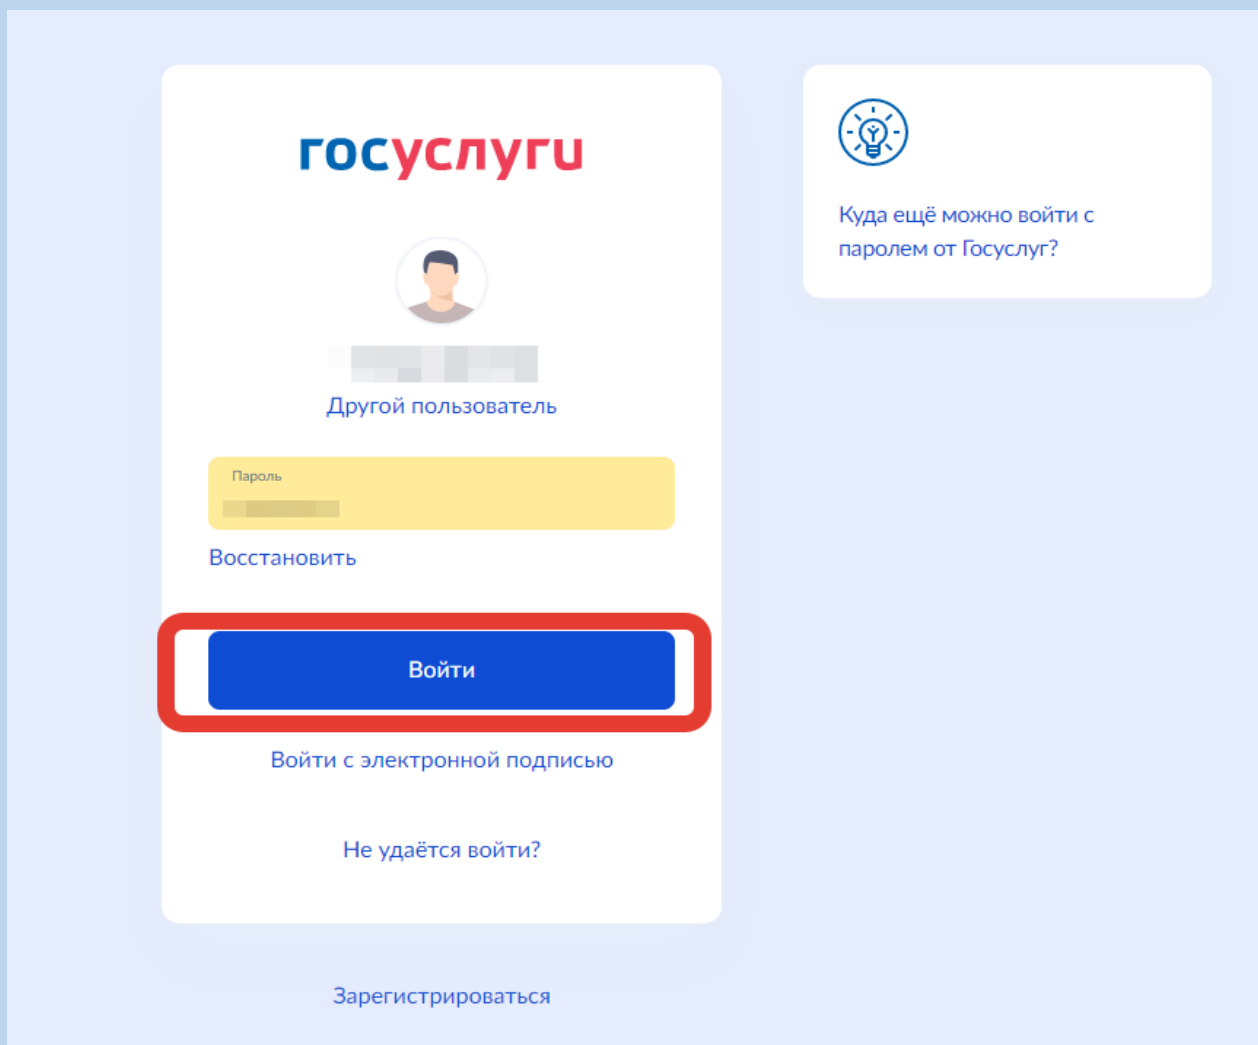 госуслуги
Другой пользователь
Пароль
Восстановить
Войти
Войти с электронной подписью
Не удаётся войти?
Зарегистрироваться
Куда ещё можно войти с
паролем от Госуслуг?